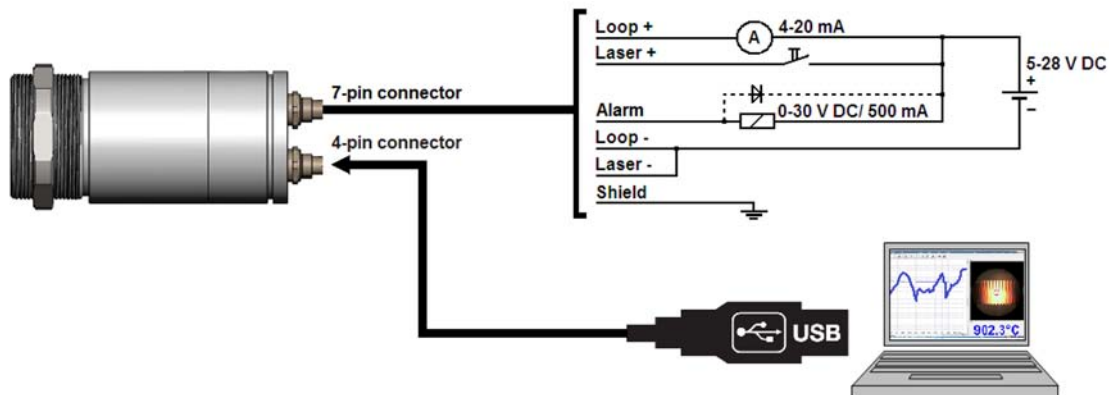 Loop +
A
4-20 mA
Laser +
5-28 V DC
+
7-pin connector
Alarm
0-30 V DC/ 500 mA
–
4-pin connector
Loop -
Laser -
Shield
USB
902.3°C